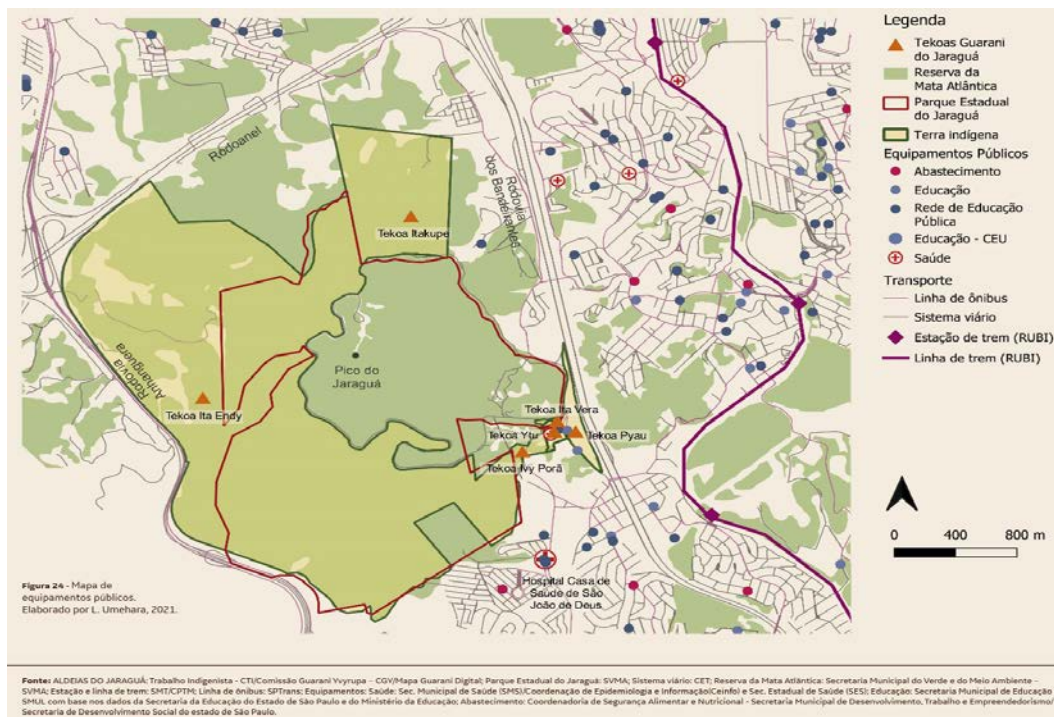 Legenda
Tekoas Guarani
do Jaraguá
Reserva da
Mata Atlântica
Parque Estadual
do Jaraguá
Terra indígena
Equipamentos Públicos
Abastecimento
Educação
Rede de Educação
Pública
Educação - CEU
Saúde
Transporte
Linha de ônibus
Sistema viário
Estação de trem (RUBI)
Linha de trem (RUBI)
0 400 800 m
Rodoanel
Rodovia
dos Bandeirantes
Tekoa Itakupe
Pico do
Jaraguá
Rodovia
Anhanguera
Tekoa Ita Endy
Tekoa Ita Vera
Tekoa Ytu
Tekoa Pyau
Tekoa Ivy Porã
Hospital Casa de
Saúde de São
João de Deus
Figura 24 - Mapa de
equipamentos públicos.
Elaborado por L. Umehara, 2021.
Fonte: ALDEIAS DO JARAGUÁ: Trabalho Indigenista - CTI/Comissão Guarani Yvyrupa - CGY/Mapa Guarani Digital; Parque Estadual do Jaraguá: SVMA; Sistema viário: CET; Reserva da Mata Atlântica: Secretaria Municipal do Verde e do Meio Ambiente -
SVMA; Estação e linha de trem: SMT/CPTM; Linha de ônibus: SPTrans; Equipamentos: Saúde: Sec. Municipal de Saúde (SMS)/Coordenação de Epidemiologia e Informação(Ceinfo) e Sec. Estadual de Saúde (SES); Educação: Secretaria Municipal de Educação
SMUL com base nos dados da Secretaria da Educação do Estado de São Paulo e do Ministério da Educação; Abastecimento: Coordenadoria de Segurança Alimentar e Nutricional - Secretaria Municipal de Desenvolvimento, Trabalho e Empreendedorismo
Secretaria de Desenvolvimento Social do estado de São Paulo.